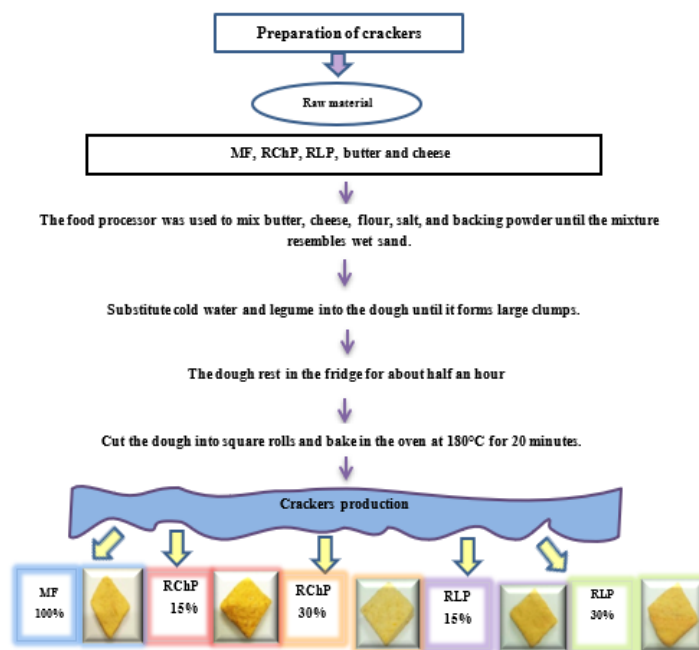 Preparation of crackers
Raw material
MF, RChP, RLP, butter and cheese
The food processor was used to mix butter, cheese, flour, salt, and backing powder until the mixture
resembles wet sand.
Substitute cold water and legume into the dough until it forms large clumps.
The dough rest in the fridge for about half an hour
Cut the dough into square rolls and bake in the oven at 180°C for 20 minutes.
Crackers production
MF
100%
RChP
15%
RChP
30%
RLP
15%
RLP
30%